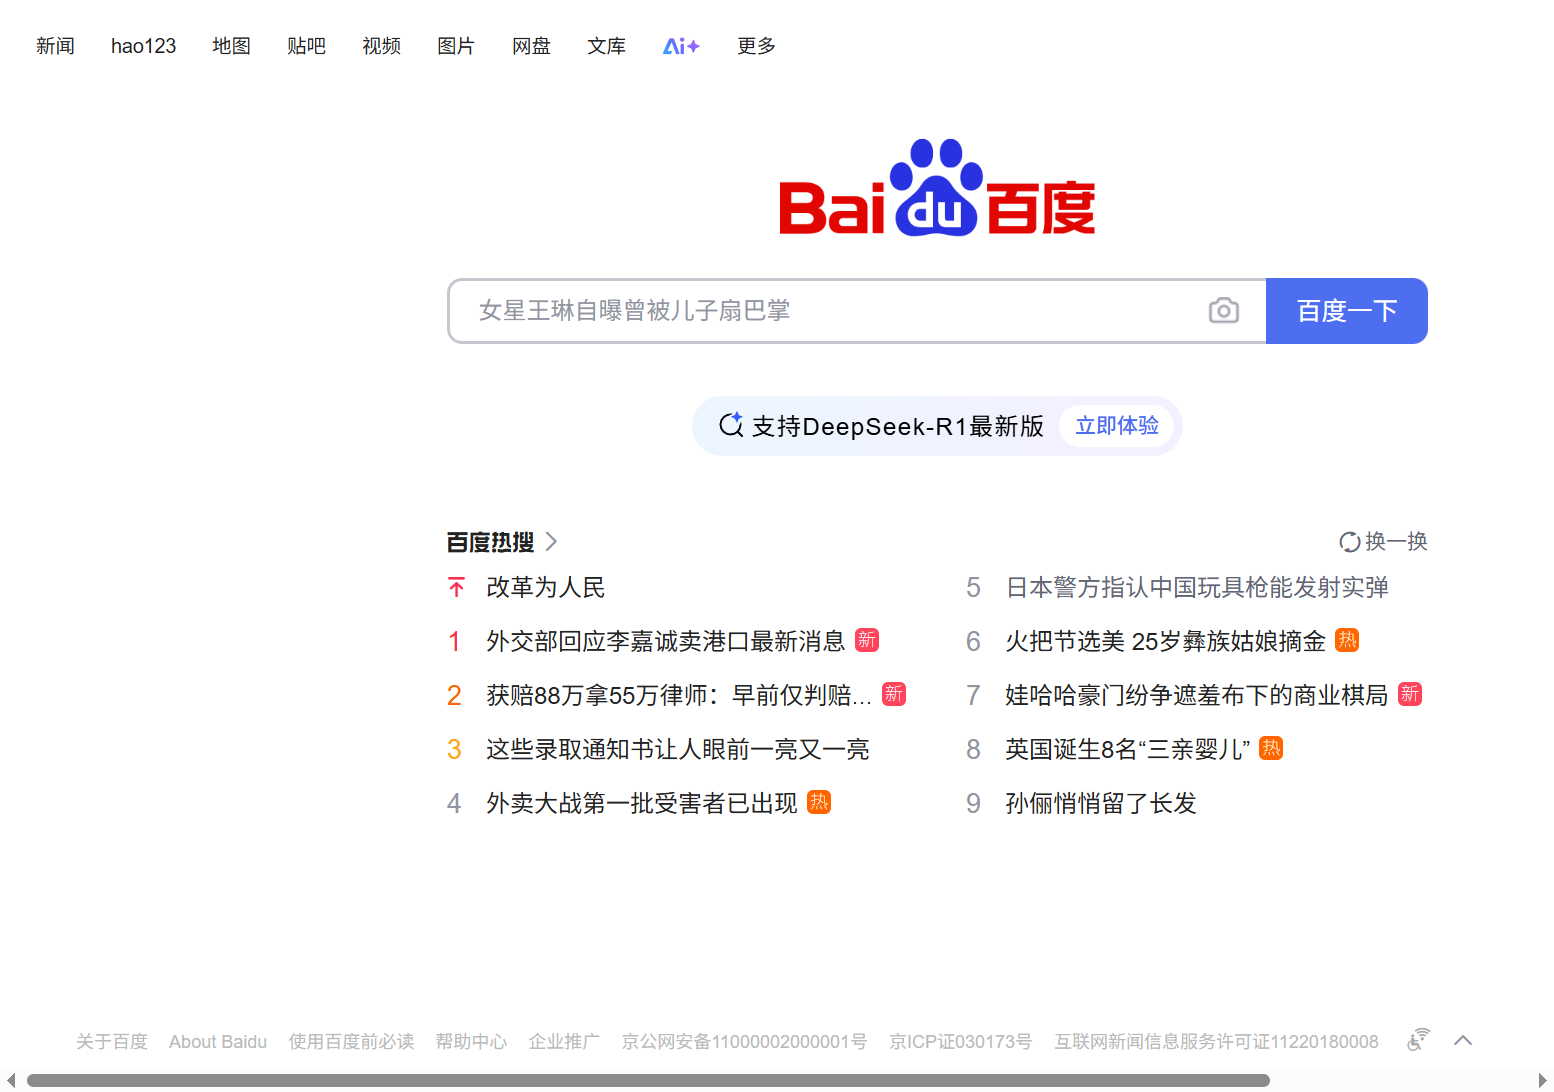 新闻 hao123 地图 贴吧 视频 图片 网盘 文库 Ai 更多
Bai du 百度
女星王琳自曝曾被儿子扇巴掌 百度一下
支持DeepSeek-R1最新版 立即体验
百度热搜 换一换
改革为人民
1 外交部回应李嘉诚卖港口最新消息 新
2 获赔88万拿55万律师：早前仅判赔... 新
3 这些录取通知书让人眼前一亮又一亮
4 外卖大战第一批受害者已出现 热
5 日本警方指认中国玩具枪能发射实弹
6 火把节选美 25岁彝族姑娘摘金 热
7 娃哈哈豪门纷争遮羞布下的商业棋局 新
8 英国诞生8名“三亲婴儿” 热
9 孙俪悄悄留了长发
关于百度 About Baidu 使用百度前必读 帮助中心 企业推广 京公网安备11000002000001号 京ICP证030173号 互联网新闻信息服务许可证11220180008